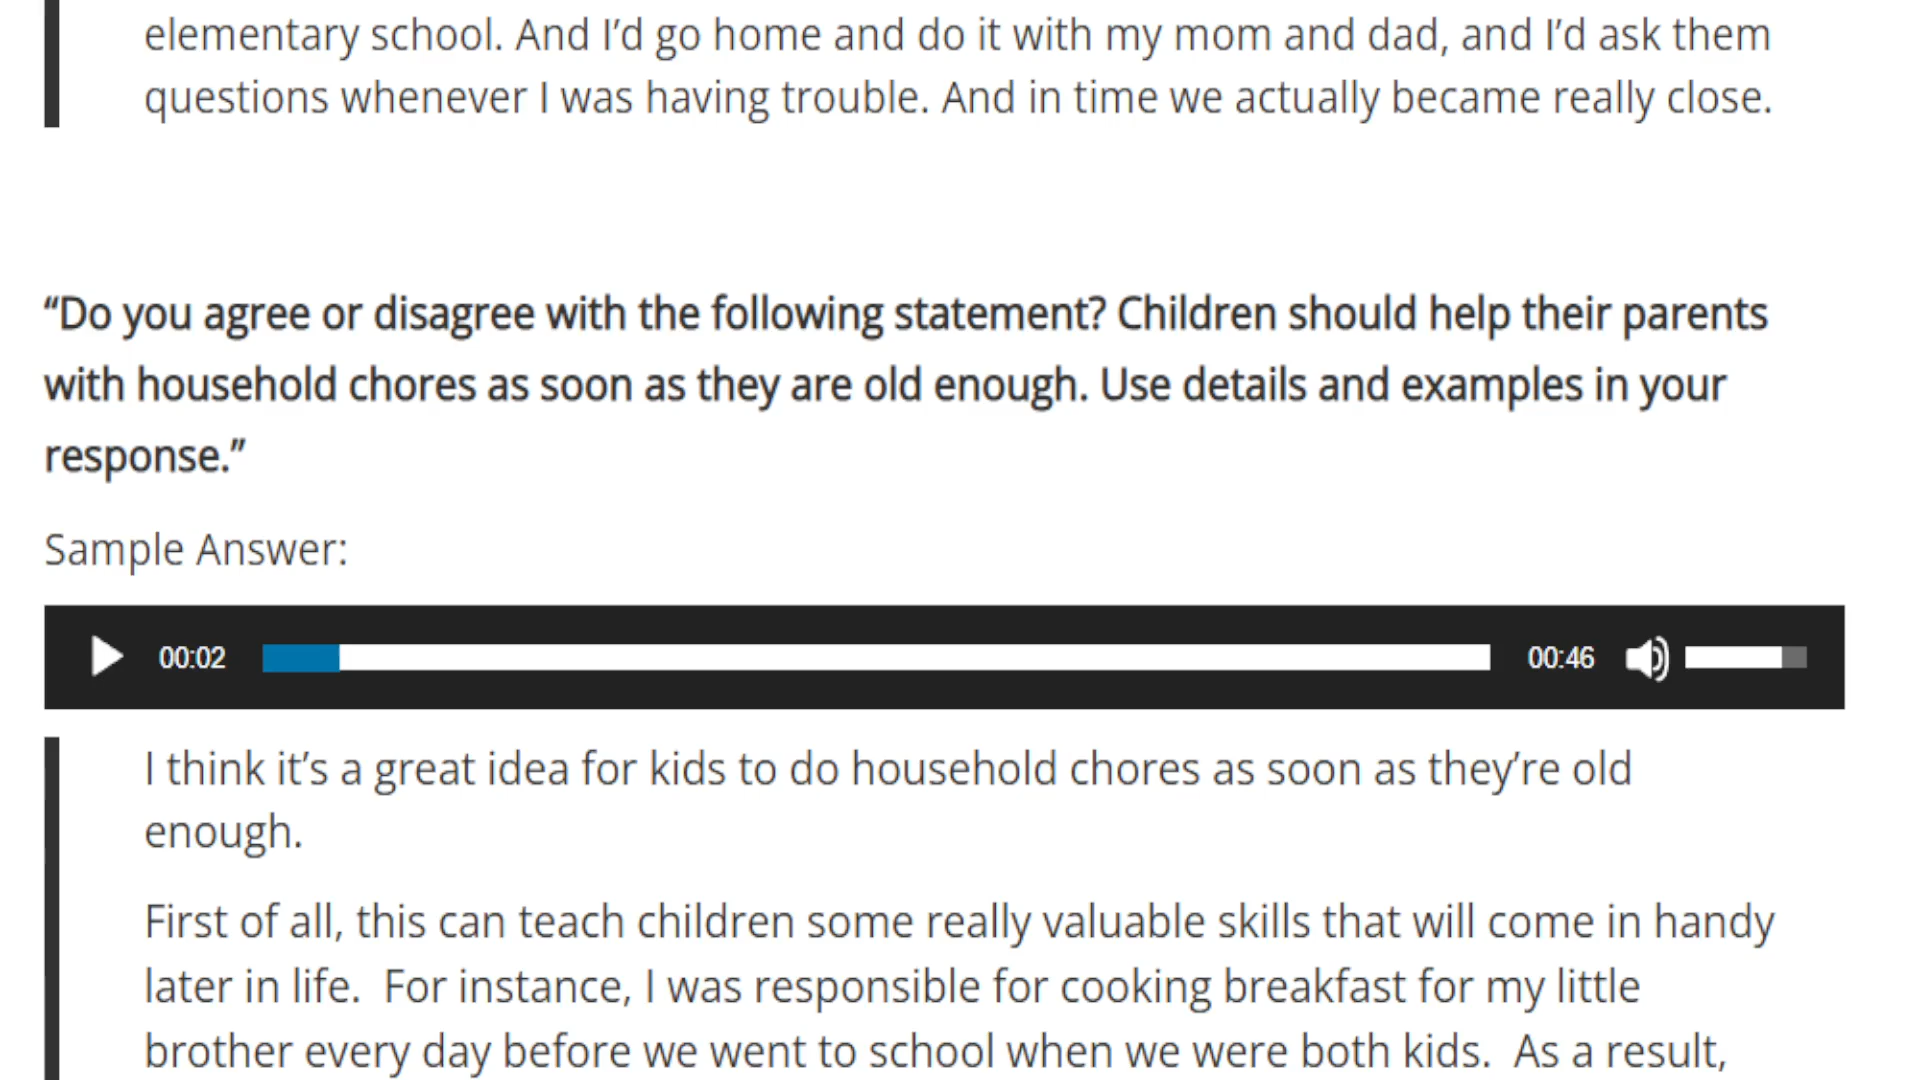 elementary school. And I’d go home and do it with my mom and dad, and I’d ask them
questions whenever I was having trouble. And in time we actually became really close.
“Do you agree or disagree with the following statement? Children should help their parents
with household chores as soon as they are old enough. Use details and examples in your
response.”
Sample Answer:
00:02 00:46
I think it’s a great idea for kids to do household chores as soon as they’re old
enough.
First of all, this can teach children some really valuable skills that will come in handy
later in life.  For instance, I was responsible for cooking breakfast for my little
brother every day before we went to school when we were both kids.  As a result,